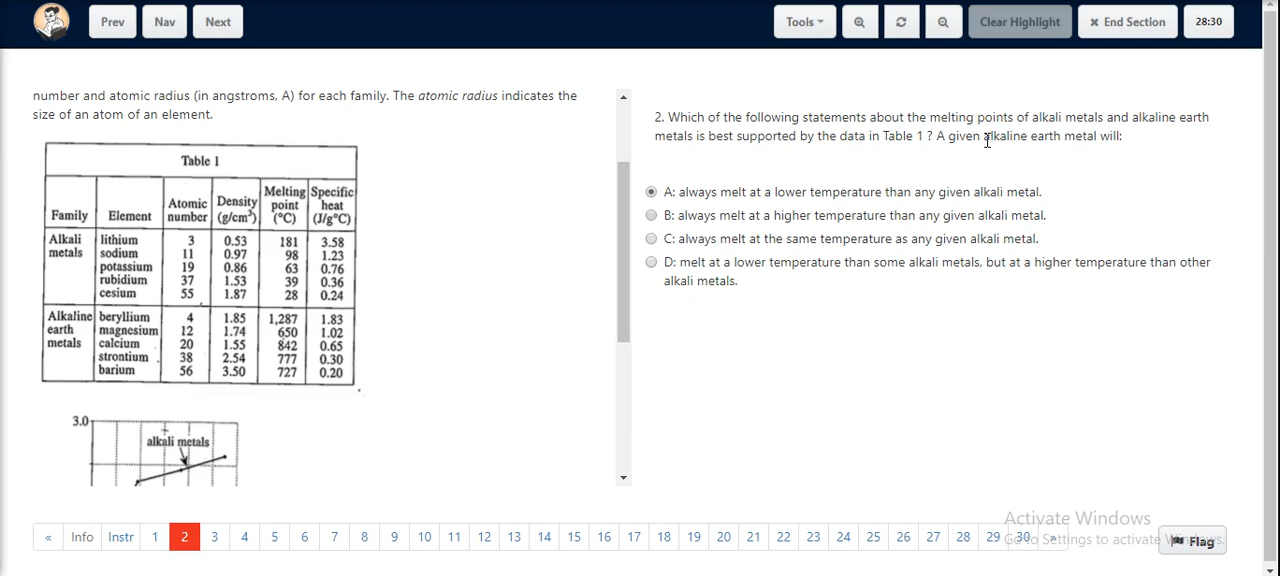 Prev Nav Next Tools Clear Highlight × End Section 28:30
number and atomic radius (in angstroms, A) for each family. The atomic radius indicates the
size of an atom of an element.
Table 1
Family Element Atomic number Density (g/cm³) Melting point (°C) Specific heat (J/g°C)
Alkali metals lithium 3 0.53 181 3.58
sodium 11 0.97 98 1.23
potassium 19 0.86 63 0.76
rubidium 37 1.53 39 0.36
cesium 55 1.87 28 0.24
Alkaline earth metals beryllium 4 1.85 1,287 1.83
magnesium 12 1.74 650 1.02
calcium 20 1.55 842 0.65
strontium 38 2.54 777 0.30
barium 56 3.50 727 0.20
3.0
alkali metals
2. Which of the following statements about the melting points of alkali metals and alkaline earth
metals is best supported by the data in Table 1 ? A given alkaline earth metal will:
A: always melt at a lower temperature than any given alkali metal.
B: always melt at a higher temperature than any given alkali metal.
C: always melt at the same temperature as any given alkali metal.
D: melt at a lower temperature than some alkali metals, but at a higher temperature than other
alkali metals.
Activate Windows
Go to Settings to activate Windows.
« Info Instr 1 2 3 4 5 6 7 8 9 10 11 12 13 14 15 16 17 18 19 20 21 22 23 24 25 26 27 28 29 30 »
Flag